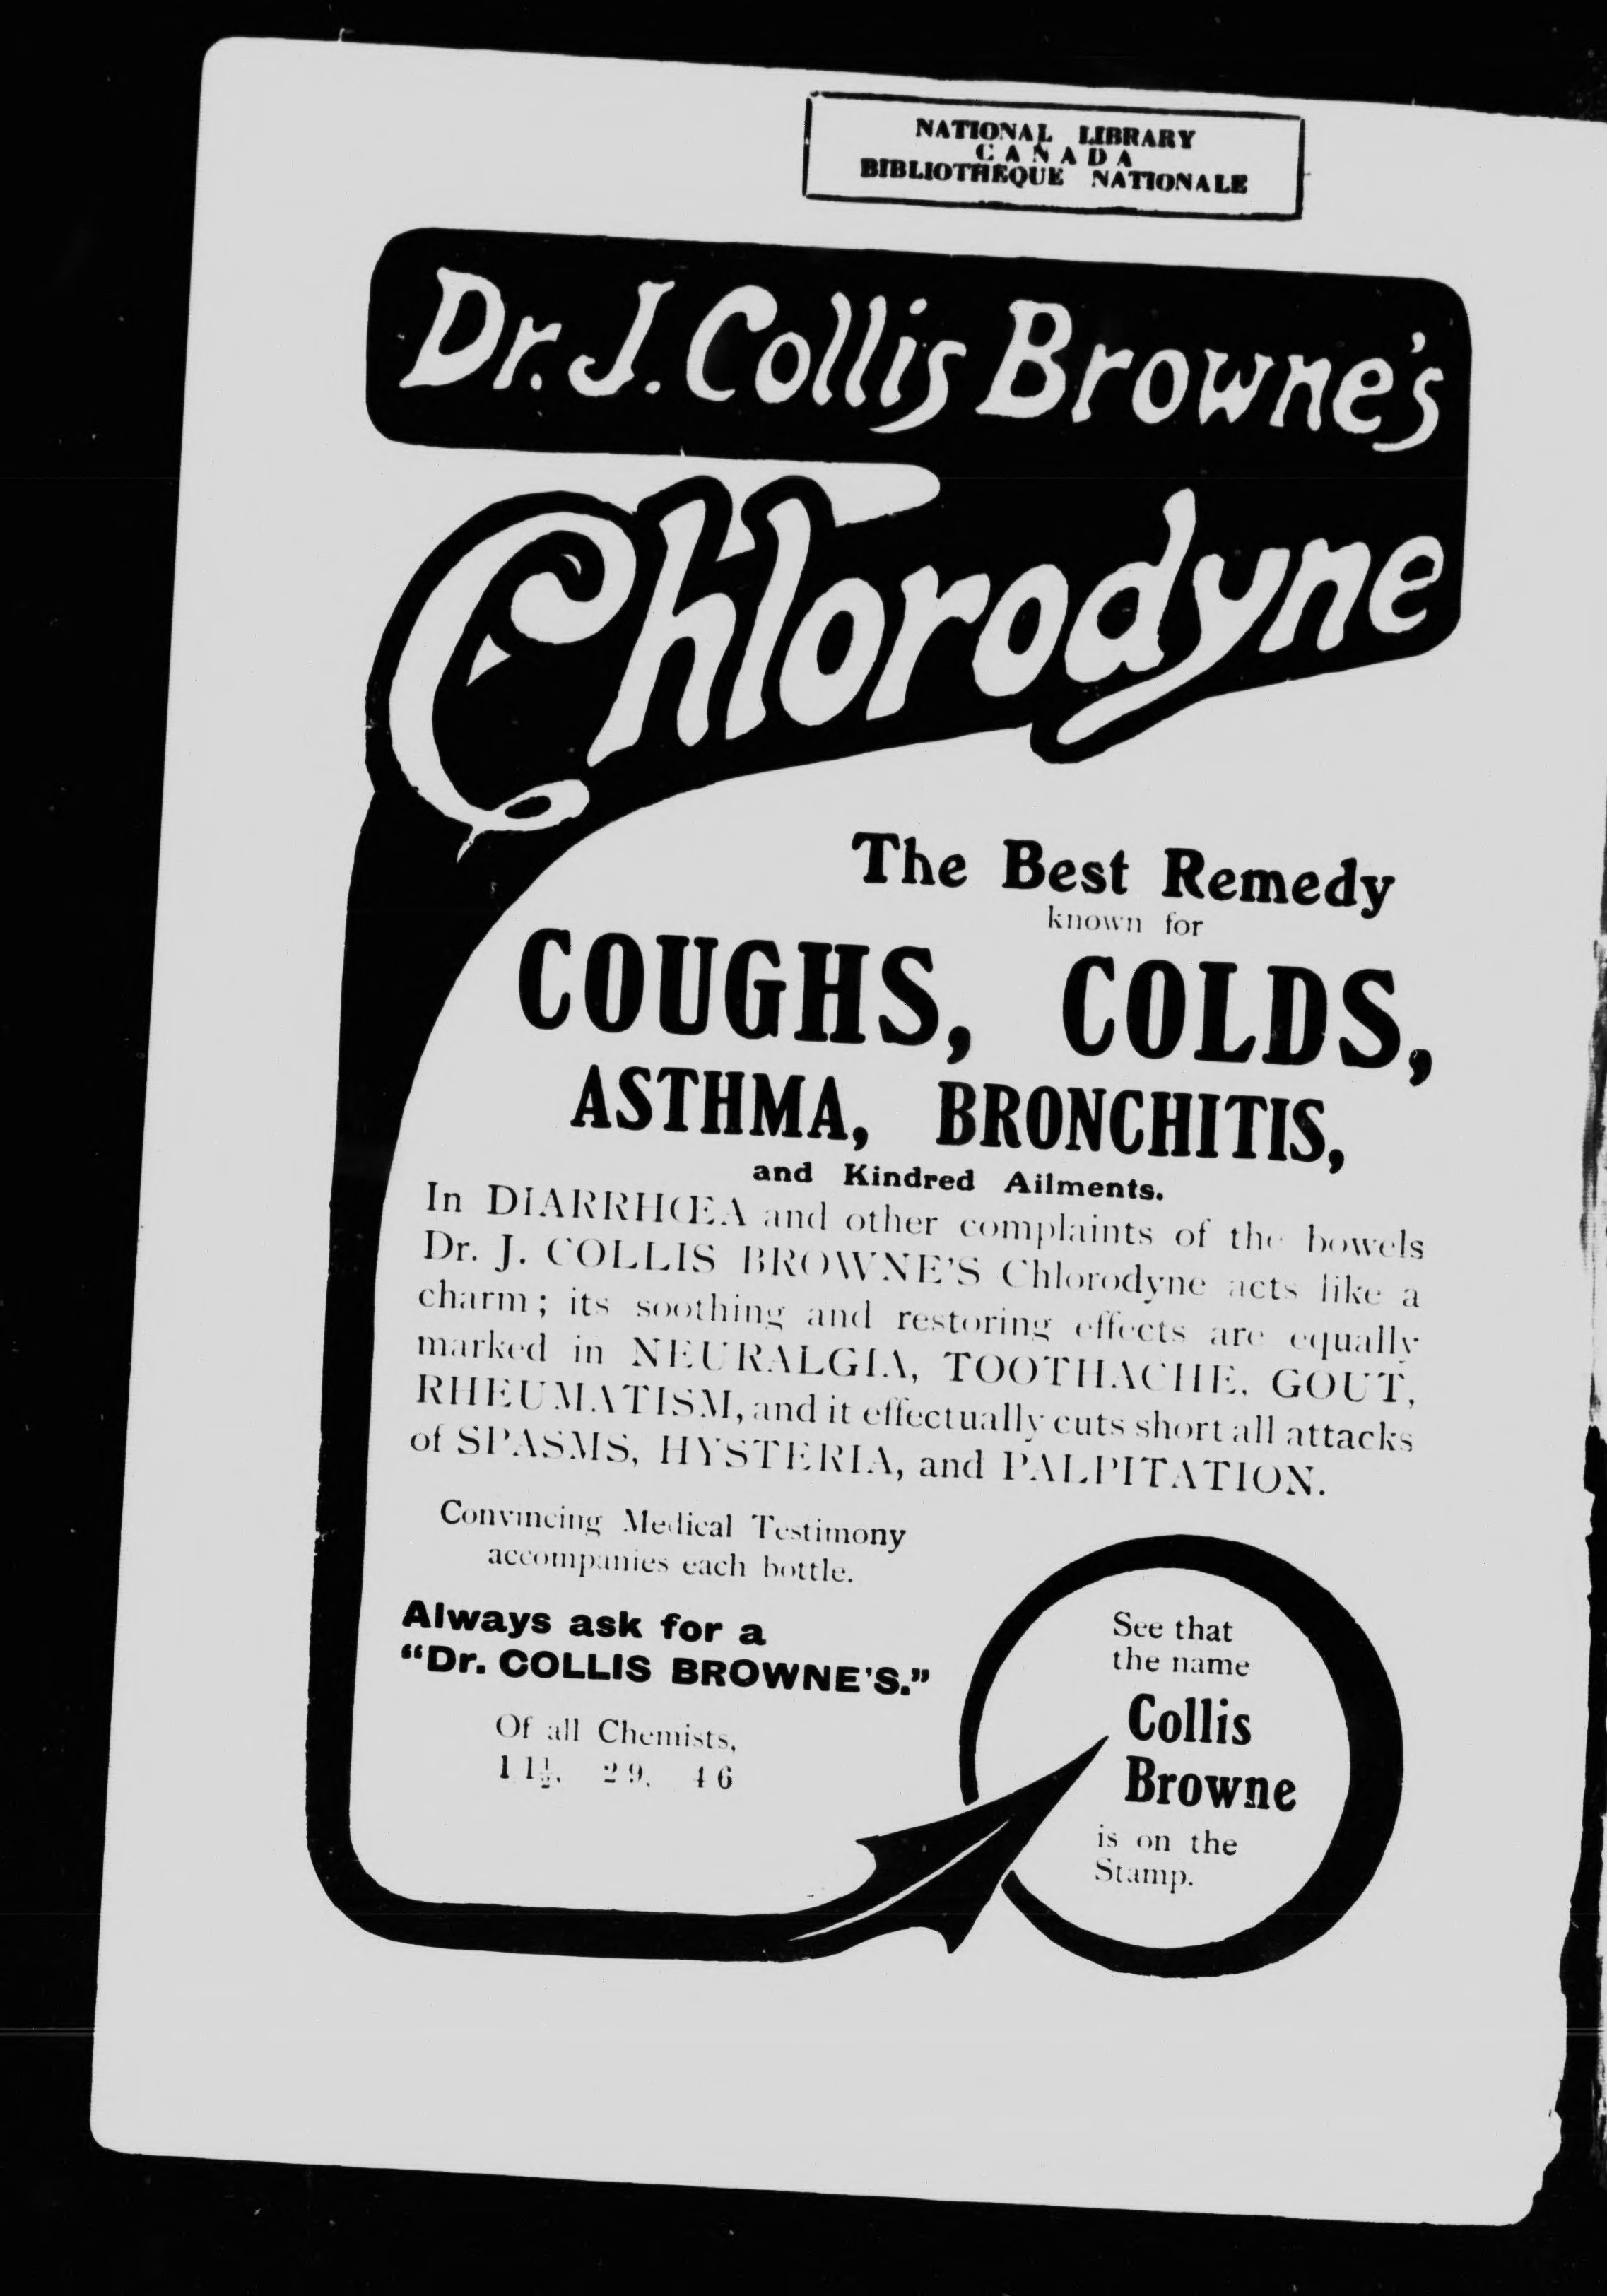 NATIONAL LIBRARY
CANADA
BIBLIOTHEQUE NATIONALE
Dr. J. Collis Browne's
Chlorodyne
The Best Remedy
known for
COUGHS, COLDS,
ASTHMA, BRONCHITIS,
and Kindred Ailments.
In DIARRHŒA and other complaints of the bowels
Dr. J. COLLIS BROWNE'S Chlorodyne acts like a
charm; its soothing and restoring effects are equally
marked in NEURALGIA, TOOTHACHE, GOUT,
RHEUMATISM, and it effectually cuts short all attacks
of SPASMS, HYSTERIA, and PALPITATION.
Convincing Medical Testimony
accompanies each bottle.
Always ask for a
“Dr. COLLIS BROWNE'S.”
Of all Chemists,
1 1½, 2 9, 4 6
See that
the name
Collis
Browne
is on the
Stamp.